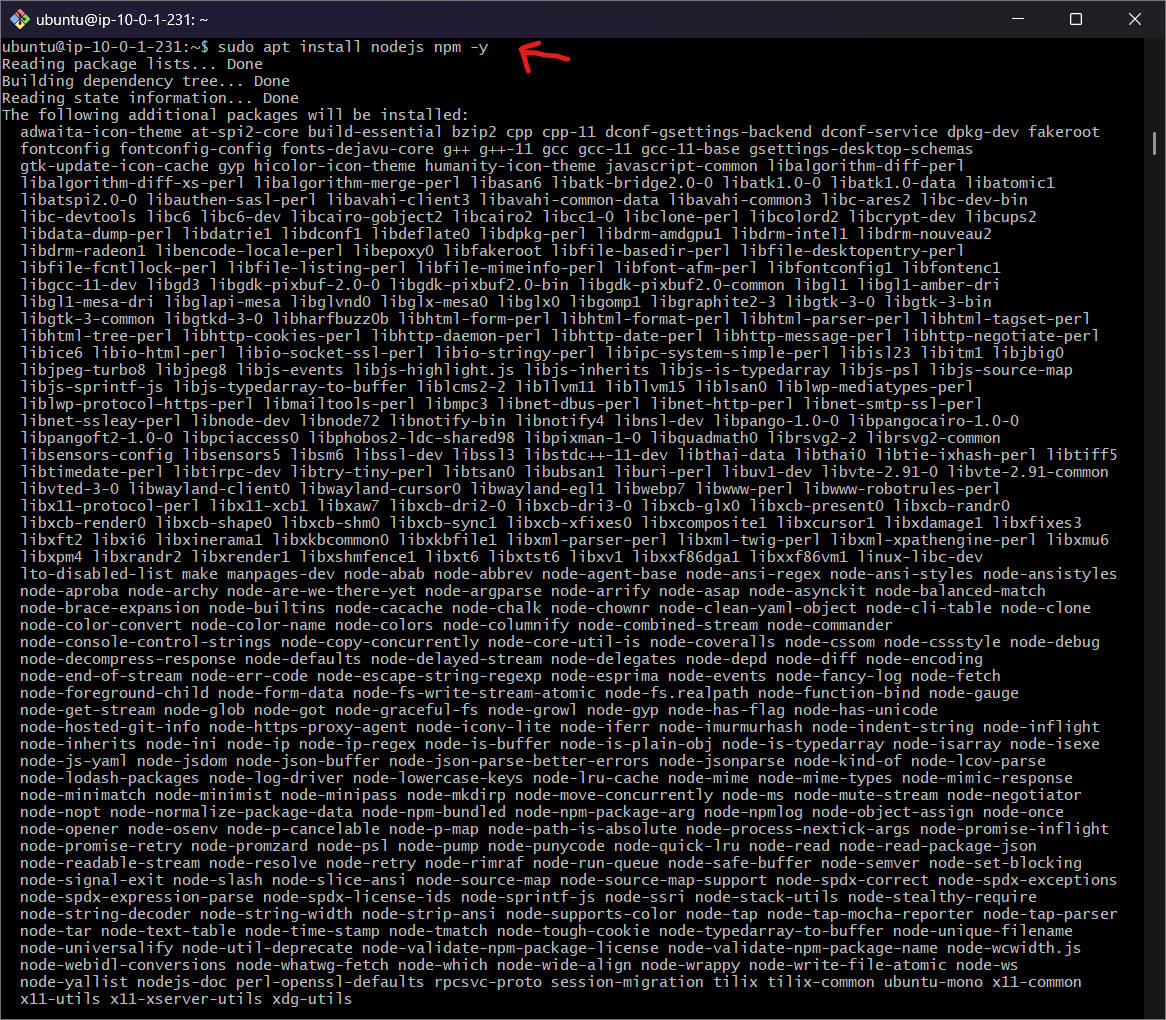 ubuntu@ip-10-0-1-231: ~
ubuntu@ip-10-0-1-231:~$ sudo apt install nodejs npm -y
Reading package lists... Done
Building dependency tree... Done
Reading state information... Done
The following additional packages will be installed:
  adwaita-icon-theme at-spi2-core build-essential bzip2 cpp cpp-11 dconf-gsettings-backend dconf-service dpkg-dev fakeroot
  fontconfig fontconfig-config fonts-dejavu-core g++ g++-11 gcc gcc-11 gcc-11-base gsettings-desktop-schemas
  gtk-update-icon-cache gyp hicolor-icon-theme humanity-icon-theme javascript-common libalgorithm-diff-perl
  libalgorithm-diff-xs-perl libalgorithm-merge-perl libasan6 libatk-bridge2.0-0 libatk1.0-0 libatk1.0-data libatomic1
  libatspi2.0-0 libauthen-sasl-perl libavahi-client3 libavahi-common-data libavahi-common3 libc-ares2 libc-dev-bin
  libc-devtools libc6 libc6-dev libcairo-gobject2 libcairo2 libcc1-0 libclone-perl libcolord2 libcrypt-dev libcups2
  libdata-dump-perl libdatrie1 libdconf1 libdeflate0 libdpkg-perl libdrm-amdgpu1 libdrm-intel1 libdrm-nouveau2
  libdrm-radeon1 libencode-locale-perl libepoxy0 libfakeroot libfile-basedir-perl libfile-desktopentry-perl
  libfile-fcntllock-perl libfile-listing-perl libfile-mimeinfo-perl libfont-afm-perl libfontconfig1 libfontenc1
  libgcc-11-dev libgd3 libgdk-pixbuf-2.0-0 libgdk-pixbuf2.0-bin libgdk-pixbuf2.0-common libgl1 libgl1-amber-dri
  libgl1-mesa-dri libglapi-mesa libglvnd0 libglx-mesa0 libglx0 libgomp1 libgraphite2-3 libgtk-3-0 libgtk-3-bin
  libgtk-3-common libgtkd-3-0 libharfbuzz0b libhtml-form-perl libhtml-format-perl libhtml-parser-perl libhtml-tagset-perl
  libhtml-tree-perl libhttp-cookies-perl libhttp-daemon-perl libhttp-date-perl libhttp-message-perl libhttp-negotiate-perl
  libice6 libio-html-perl libio-socket-ssl-perl libio-stringy-perl libipc-system-simple-perl libisl23 libitm1 libjbig0
  libjpeg-turbo8 libjpeg8 libjs-events libjs-highlight.js libjs-inherits libjs-is-typedarray libjs-psl libjs-source-map
  libjs-sprintf-js libjs-typedarray-to-buffer liblcms2-2 libllvm11 libllvm15 liblsan0 liblwp-mediatypes-perl
  liblwp-protocol-https-perl libmailtools-perl libmpc3 libnet-dbus-perl libnet-http-perl libnet-smtp-ssl-perl
  libnet-ssleay-perl libnode-dev libnode72 libnotify-bin libnotify4 libnsl-dev libpango-1.0-0 libpangocairo-1.0-0
  libpangoft2-1.0-0 libpciaccess0 libphobos2-ldc-shared98 libpixman-1-0 libquadmath0 librsvg2-2 librsvg2-common
  libsensors-config libsensors5 libsm6 libssl-dev libssl3 libstdc++-11-dev libthai-data libthai0 libtie-ixhash-perl libtiff5
  libtimedate-perl libtirpc-dev libtry-tiny-perl libtsan0 libubsan1 liburi-perl libuv1-dev libvte-2.91-0 libvte-2.91-common
  libvted-3-0 libwayland-client0 libwayland-cursor0 libwayland-egl1 libwebp7 libwww-perl libwww-robotrules-perl
  libx11-protocol-perl libx11-xcb1 libxaw7 libxcb-dri2-0 libxcb-dri3-0 libxcb-glx0 libxcb-present0 libxcb-randr0
  libxcb-render0 libxcb-shape0 libxcb-shm0 libxcb-sync1 libxcb-xfixes0 libxcomposite1 libxcursor1 libxdamage1 libxfixes3
  libxft2 libxi6 libxinerama1 libxkbcommon0 libxkbfile1 libxml-parser-perl libxml-twig-perl libxml-xpathengine-perl libxmu6
  libxpm4 libxrandr2 libxrender1 libxshmfence1 libxt6 libxtst6 libxv1 libxxf86dga1 libxxf86vm1 linux-libc-dev
  lto-disabled-list make manpages-dev node-abab node-abbrev node-agent-base node-ansi-regex node-ansi-styles node-ansistyles
  node-aproba node-archy node-are-we-there-yet node-argparse node-arrify node-asap node-asynckit node-balanced-match
  node-brace-expansion node-builtins node-cacache node-chalk node-chownr node-clean-yaml-object node-cli-table node-clone
  node-color-convert node-color-name node-colors node-columnify node-combined-stream node-commander
  node-console-control-strings node-copy-concurrently node-core-util-is node-coveralls node-cssom node-cssstyle node-debug
  node-decompress-response node-defaults node-delayed-stream node-delegates node-depd node-diff node-encoding
  node-end-of-stream node-err-code node-escape-string-regexp node-esprima node-events node-fancy-log node-fetch
  node-foreground-child node-form-data node-fs-write-stream-atomic node-fs.realpath node-function-bind node-gauge
  node-get-stream node-glob node-got node-graceful-fs node-growl node-gyp node-has-flag node-has-unicode
  node-hosted-git-info node-https-proxy-agent node-iconv-lite node-iferr node-imurmurhash node-indent-string node-inflight
  node-inherits node-ini node-ip node-ip-regex node-is-buffer node-is-plain-obj node-is-typedarray node-isarray node-isexe
  node-js-yaml node-jsdom node-json-buffer node-json-parse-better-errors node-jsonparse node-kind-of node-lcov-parse
  node-lodash-packages node-log-driver node-lowercase-keys node-lru-cache node-mime node-mime-types node-mimic-response
  node-minimatch node-minimist node-minipass node-mkdirp node-move-concurrently node-ms node-mute-stream node-negotiator
  node-nopt node-normalize-package-data node-npm-bundled node-npm-package-arg node-npmlog node-object-assign node-once
  node-opener node-osenv node-p-cancelable node-p-map node-path-is-absolute node-process-nextick-args node-promise-inflight
  node-promise-retry node-promzard node-psl node-pump node-punycode node-quick-lru node-read node-read-package-json
  node-readable-stream node-resolve node-retry node-rimraf node-run-queue node-safe-buffer node-semver node-set-blocking
  node-signal-exit node-slash node-slice-ansi node-source-map node-source-map-support node-spdx-correct node-spdx-exceptions
  node-spdx-expression-parse node-spdx-license-ids node-sprintf-js node-ssri node-stack-utils node-stealthy-require
  node-string-decoder node-string-width node-strip-ansi node-supports-color node-tap node-tap-mocha-reporter node-tap-parser
  node-tar node-text-table node-time-stamp node-tmatch node-tough-cookie node-typedarray-to-buffer node-unique-filename
  node-universalify node-util-deprecate node-validate-npm-package-license node-validate-npm-package-name node-wcwidth.js
  node-webidl-conversions node-whatwg-fetch node-which node-wide-align node-wrappy node-write-file-atomic node-ws
  node-yallist nodejs-doc perl-openssl-defaults rpcsvc-proto session-migration tilix tilix-common ubuntu-mono x11-common
  x11-utils x11-xserver-utils xdg-utils